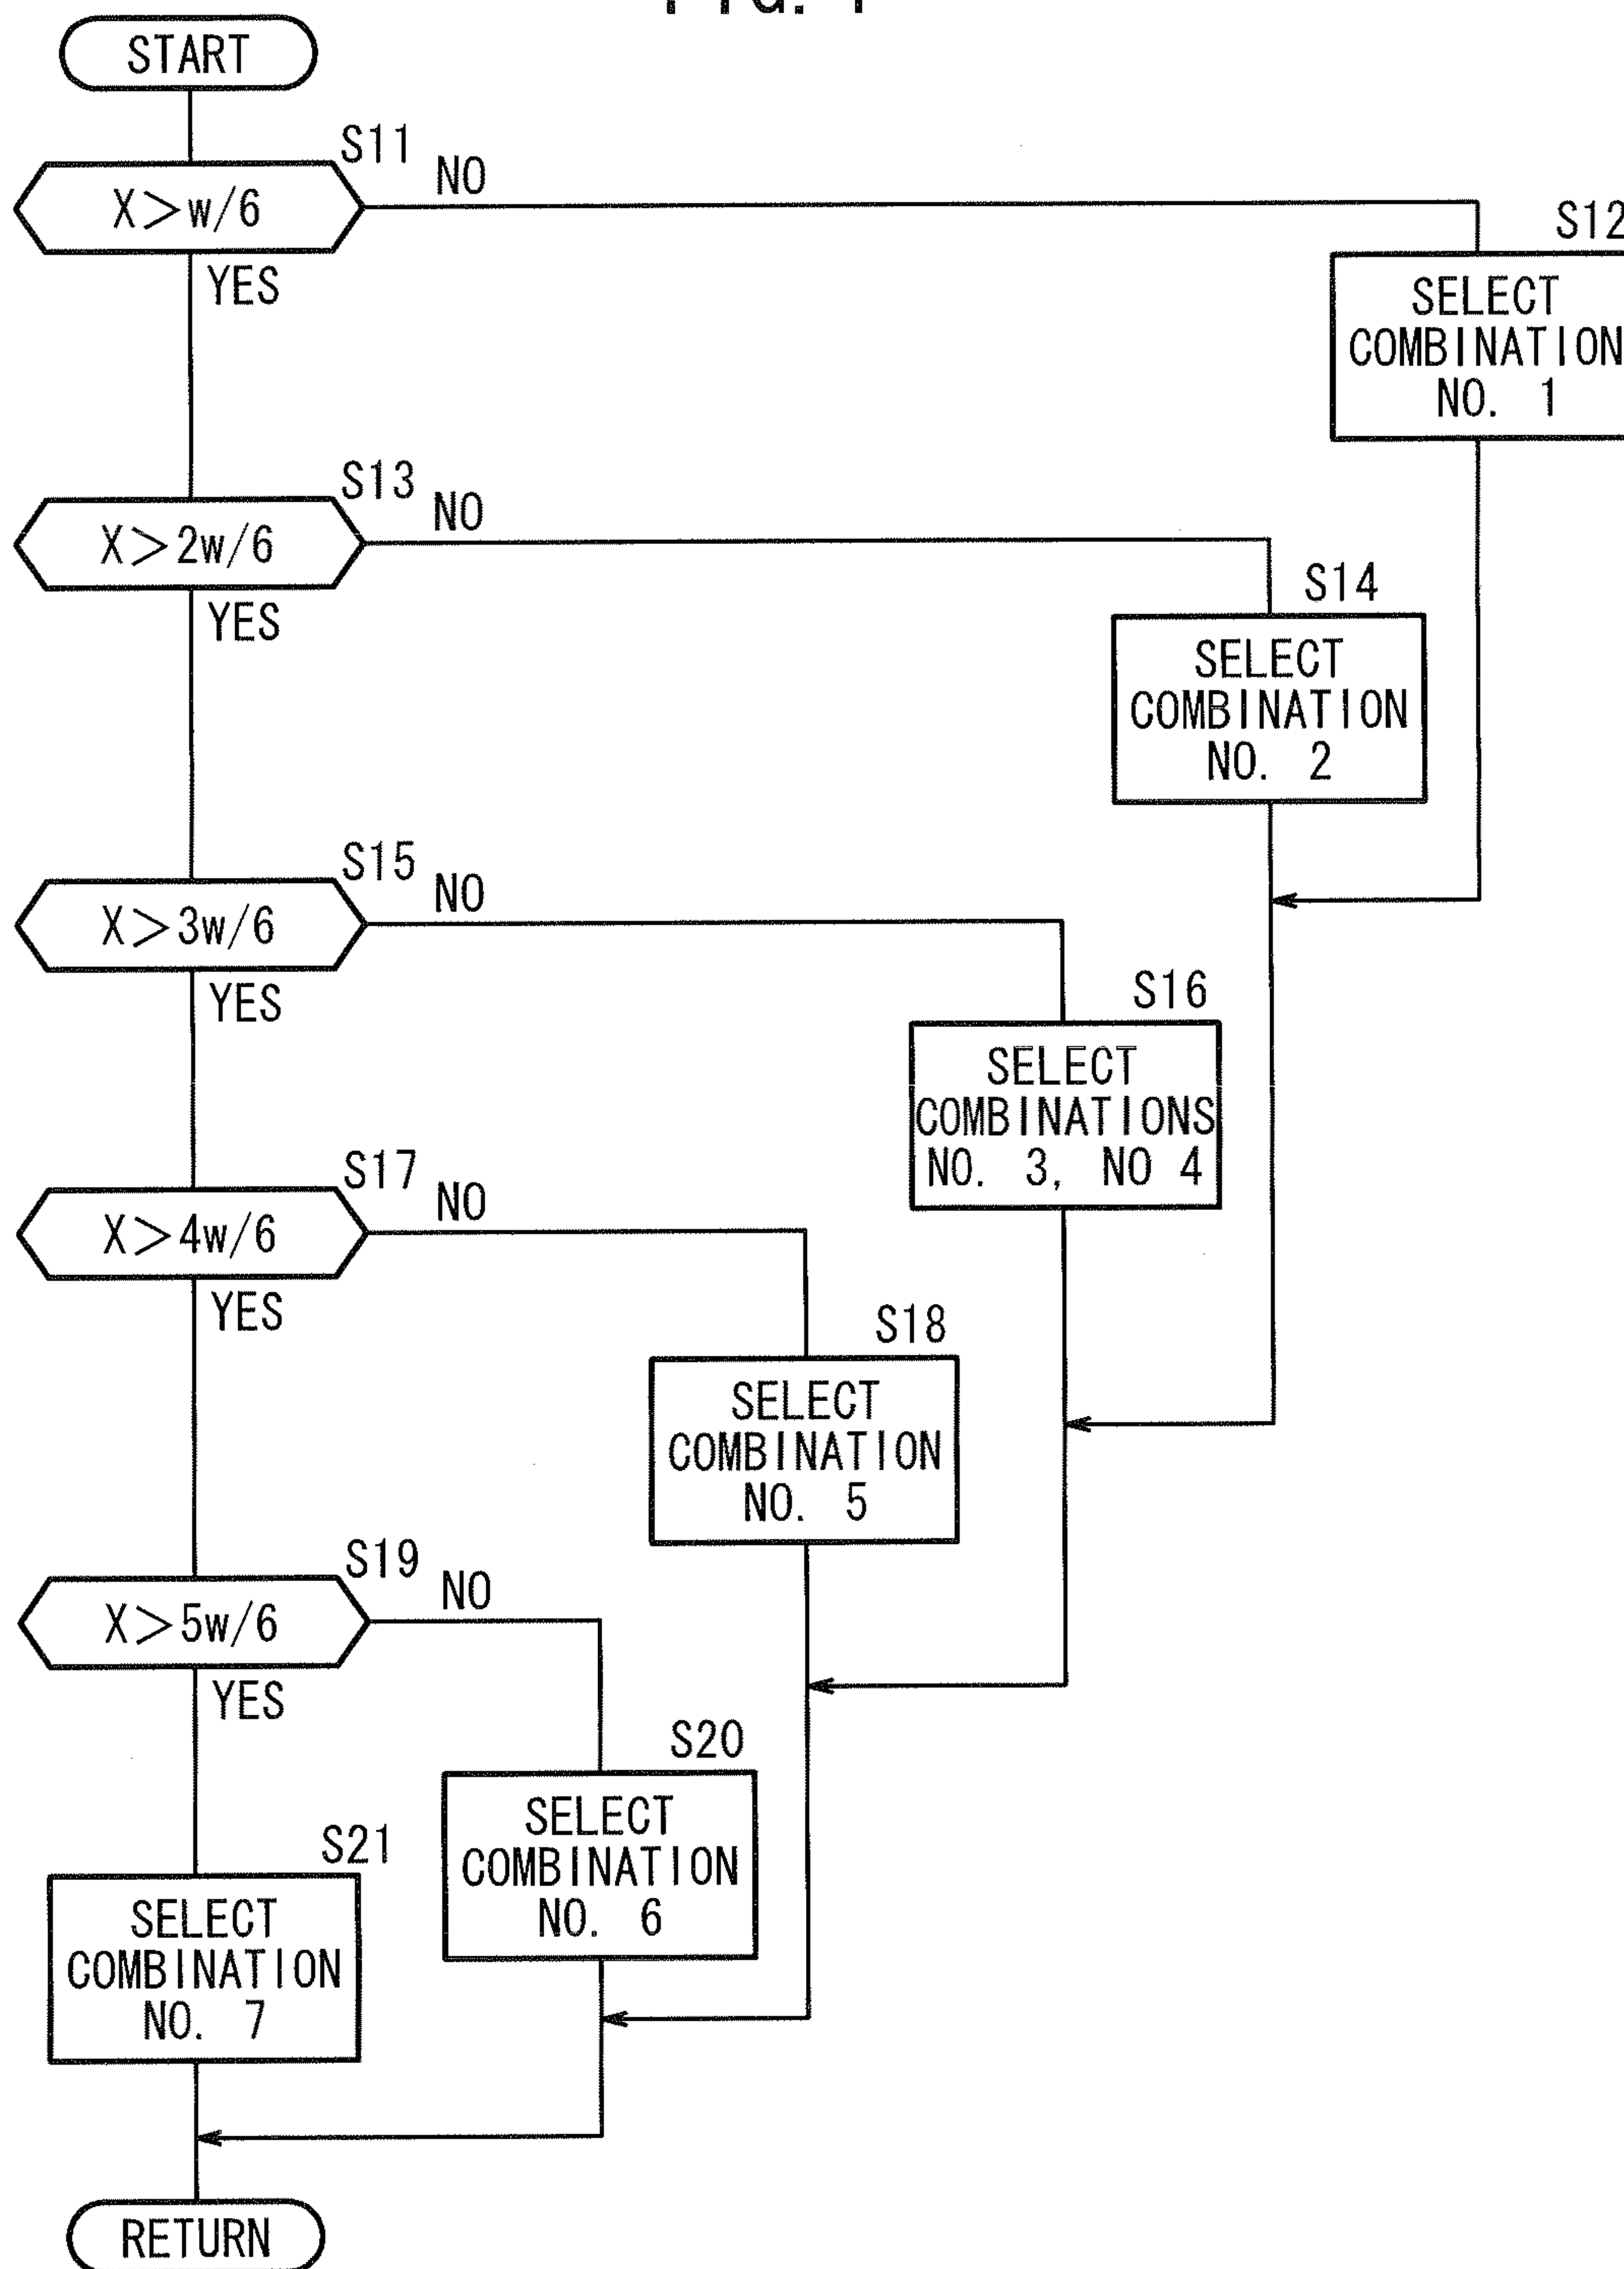 START
S11
X>w/6
NO
YES
S12
SELECT
COMBINATION
NO. 1
S13
X>2w/6
NO
YES
S14
SELECT
COMBINATION
NO. 2
S15
X>3w/6
NO
YES
S16
SELECT
COMBINATIONS
NO. 3, NO 4
S17
X>4w/6
NO
YES
S18
SELECT
COMBINATION
NO. 5
S19
X>5w/6
NO
YES
S20
SELECT
COMBINATION
NO. 6
S21
SELECT
COMBINATION
NO. 7
RETURN